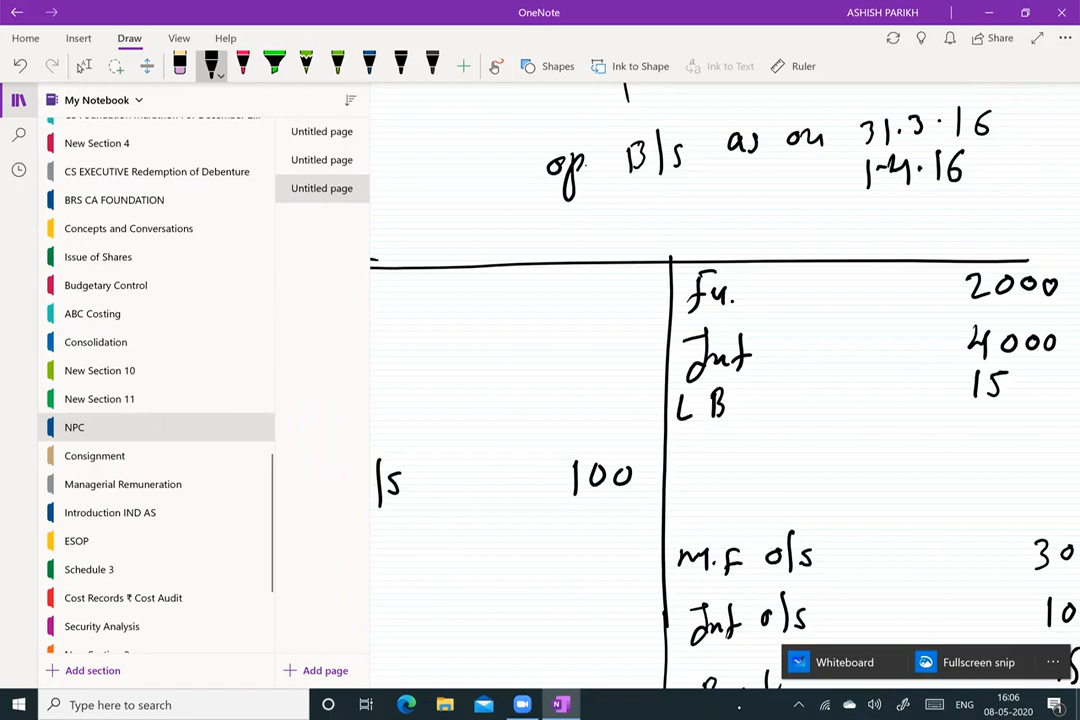 OneNote
ASHISH PARIKH
Home Insert Draw View Help
Share
Shapes Ink to Shape Ink to Text Ruler
My Notebook
New Section 4
CS EXECUTIVE Redemption of Debenture
BRS CA FOUNDATION
Concepts and Conversations
Issue of Shares
Budgetary Control
ABC Costing
Consolidation
New Section 10
New Section 11
NPC
Consignment
Managerial Remuneration
Introduction IND AS
ESOP
Schedule 3
Cost Records ₹ Cost Audit
Security Analysis
Add section
Untitled page
Untitled page
Untitled page
Add page
op. B/s as on 31.3.16
1-4.16
Fu. 2000
Inf 4000
L B 15
/s 100
M.F o/s 30
Inf o/s 10
Whiteboard Fullscreen snip
Type here to search
ENG
16:06
08-05-2020
1